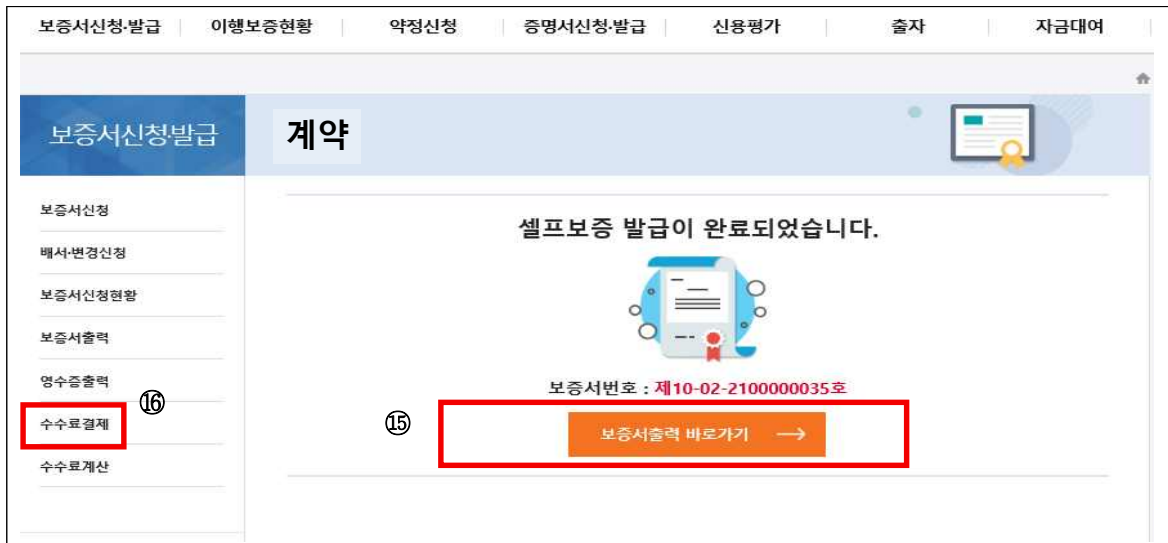 보증서신청·발급 이행보증현황 약정신청 증명서신청·발급 신용평가 출자 자금대여
보증서신청·발급
계약
보증서신청
배서·변경신청
보증서신청현황
보증서출력
영수증출력
⑯
수수료결제
수수료계산
셀프보증 발급이 완료되었습니다.
보증서번호 : 제10-02-2100000035호
⑮
보증서출력 바로가기 →